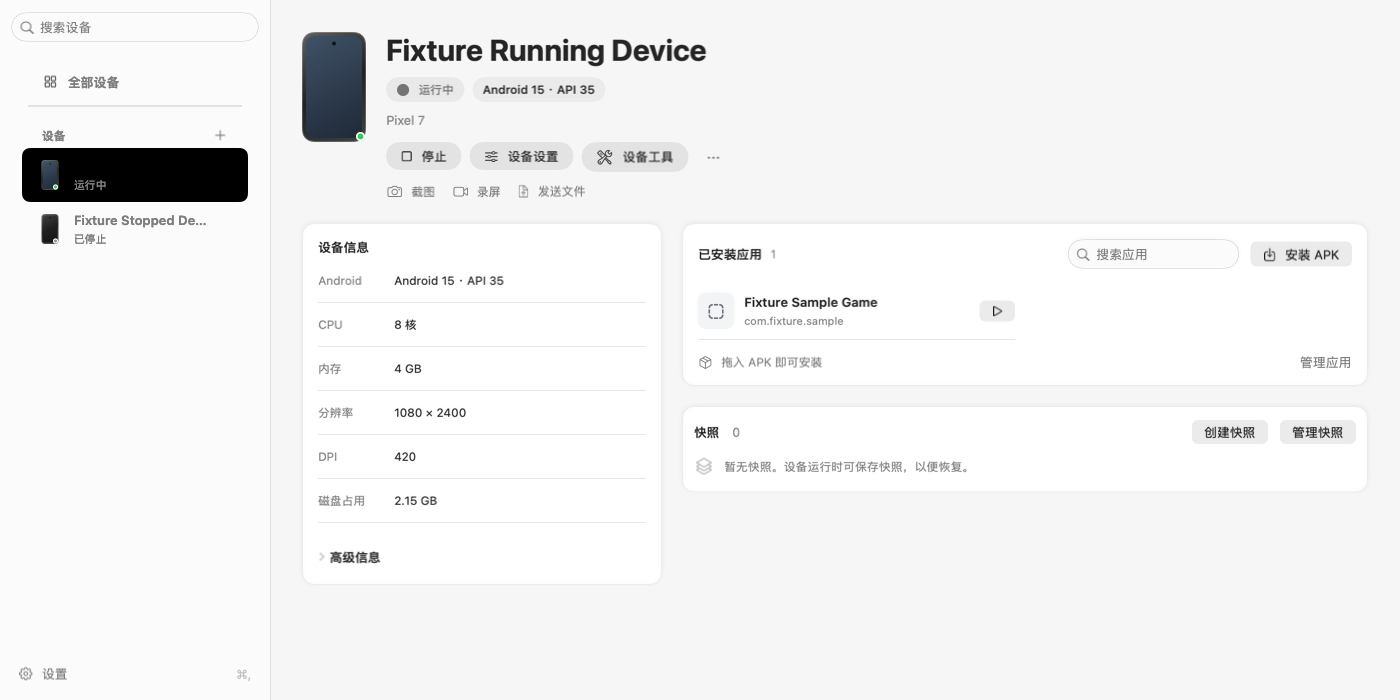 搜索设备
全部设备
设备
运行中
Fixture Stopped De...
已停止
设置
⌘,
Fixture Running Device
运行中
Android 15 · API 35
Pixel 7
停止
设备设置
设备工具
···
截图
录屏
发送文件
设备信息
Android
Android 15 · API 35
CPU
8 核
内存
4 GB
分辨率
1080 × 2400
DPI
420
磁盘占用
2.15 GB
高级信息
已安装应用 1
搜索应用
安装 APK
Fixture Sample Game
com.fixture.sample
拖入 APK 即可安装
管理应用
快照 0
创建快照
管理快照
暂无快照。设备运行时可保存快照，以便恢复。